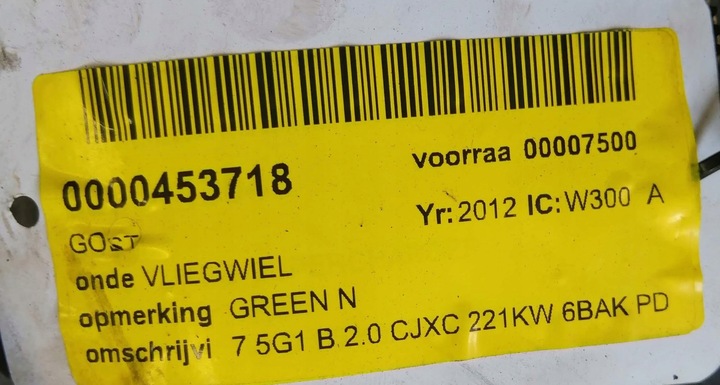 0000453718 voorraa 00007500
Yr: 2012 IC: W300 A
onde VLIEGWIEL
opmerking GREEN N
omschrijvi 7 5G1 B 2.0 CJXC 221KW 6BAK PD